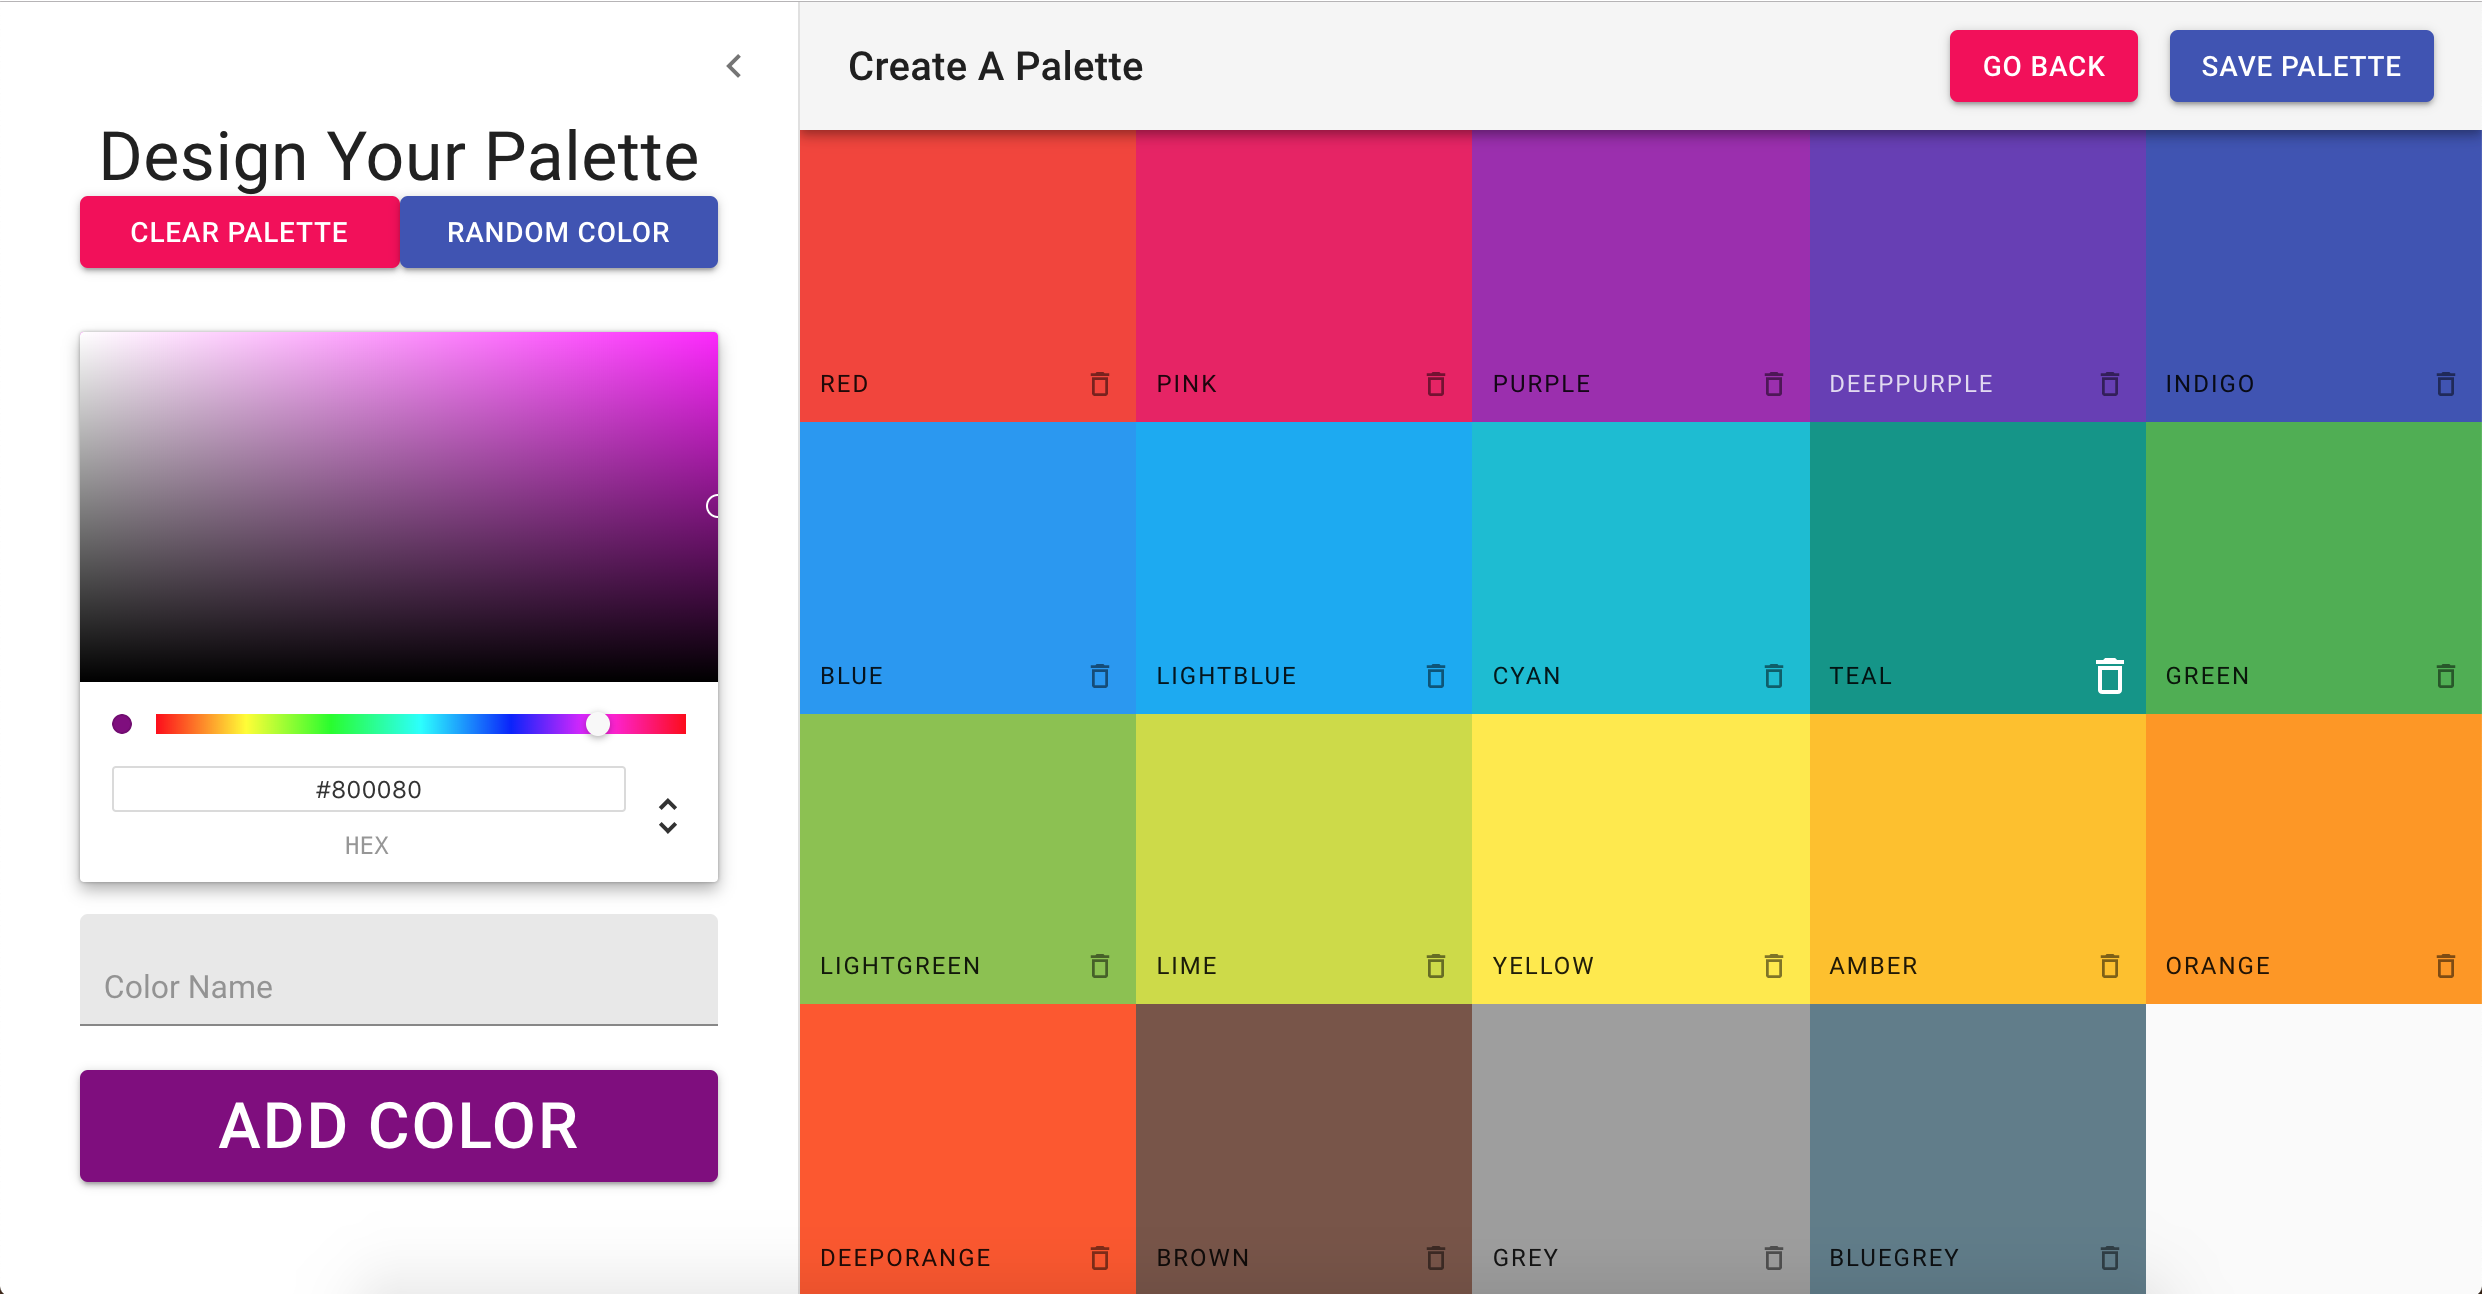 Design Your Palette
CLEAR PALETTE
RANDOM COLOR
#800080
HEX
Color Name
ADD COLOR
Create A Palette
GO BACK
SAVE PALETTE
RED
PINK
PURPLE
DEEPPURPLE
INDIGO
BLUE
LIGHTBLUE
CYAN
TEAL
GREEN
LIGHTGREEN
LIME
YELLOW
AMBER
ORANGE
DEEPORANGE
BROWN
GREY
BLUEGREY